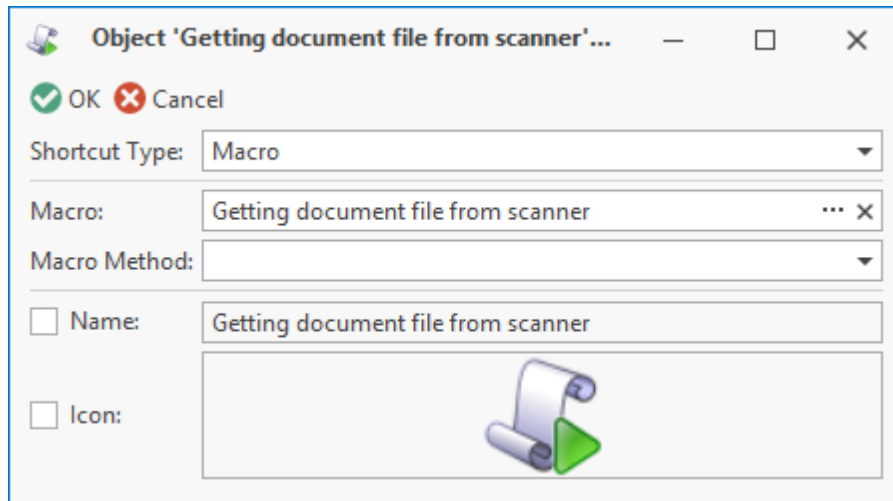 Object 'Getting document file from scanner'...
OK Cancel
Shortcut Type: Macro
Macro: Getting document file from scanner
Macro Method:
Name: Getting document file from scanner
Icon: